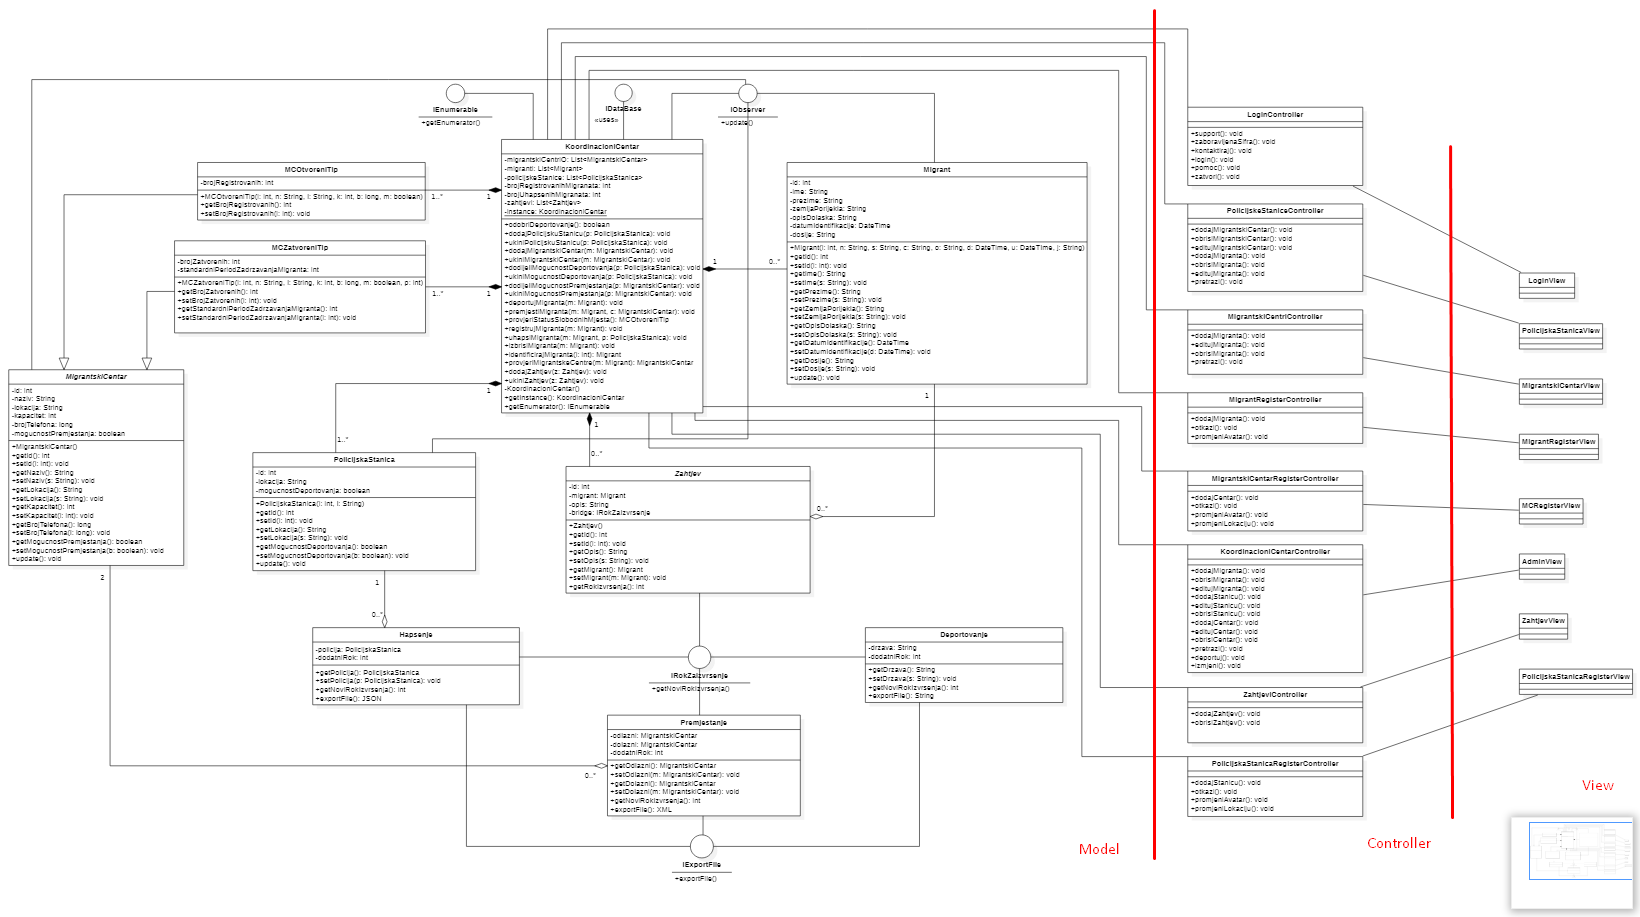 IEnumerable
+getEnumerator()
IDataBase
«uses»
IObserver
+update()
MCOtvoreniTip
-brojRegistrovanih: int
+MCOtvoreniTip(i: int, n: String, l: String, k: int, b: long, m: boolean)
+getBrojRegistrovanih(): int
+setBrojRegistrovanih(i: int): void
1..*
1
MCZatvoreniTip
-brojZatvorenih: int
-standardniPeriodZadrzavanjaMigranta: int
+MCZatvoreniTip(i: int, n: String, l: String, k: int, b: long, m: boolean, p: int)
+getBrojZatvorenih(): int
+setBrojZatvorenih(i: int): void
+getStandardniPeriodZadrzavanjaMigranta(): int
+setStandardniPeriodZadrzavanjaMigranta(i: int): void
1..*
1
KoordinacioniCentar
-migrantskiCentriO: List<MigrantskiCentar>
-migranti: List<Migrant>
-policijskeStanice: List<PolicijskaStanica>
-brojRegistrovanihMigranata: int
-brojUhapsenihMigranata: int
-zahtjevi: List<Zahtjev>
-instance: KoordinacioniCentar
+odobriDeportovanje(): boolean
+dodajPolicijskuStanicu(p: PolicijskaStanica): void
+ukiniPolicijskuStanicu(p: PolicijskaStanica): void
+dodajMigrantskiCentar(m: MigrantskiCentar): void
+ukiniMigrantskiCentar(m: MigrantskiCentar): void
+dodijeliMogucnostDeportovanja(p: PolicijskaStanica): void
+ukiniMogucnostDeportovanja(p: PolicijskaStanica): void
+dodijeliMogucnostPremjestanja(p: MigrantskiCentar): void
+ukiniMogucnostPremjestanja(p: MigrantskiCentar): void
+deportujMigranta(m: Migrant): void
+premjestiMigranta(m: Migrant, c: MigrantskiCentar): void
+provjeriStatusSlobodnihMjesta(): MCOtvoreniTip
+registrujMigranta(m: Migrant): void
+uhapsiMigranta(m: Migrant, p: PolicijskaStanica): void
+izbrisiMigranta(m: Migrant): void
+identificirajMigranta(i: int): Migrant
+provjeriMigrantskeCentre(m: Migrant): MigrantskiCentar
+dodajZahtjev(z: Zahtjev): void
+ukiniZahtjev(z: Zahtjev): void
-KoordinacioniCentar()
+getInstance(): KoordinacioniCentar
+getEnumerator(): IEnumerable
1
0..*
1
1
0..*
Migrant
-id: int
-ime: String
-prezime: String
-zemljaPorijekla: String
-opisDolaska: String
-datumIdentifikacije: DateTime
-dosije: String
+Migrant(i: int, n: String, s: String, c: String, o: String, d: DateTime, u: DateTime, j: String)
+getId(): int
+setId(i: int): void
+getIme(): String
+setIme(s: String): void
+getPrezime(): String
+setPrezime(s: String): void
+getZemljaPorijekla(): String
+setZemljaPorijekla(s: String): void
+getOpisDolaska(): String
+setOpisDolaska(s: String): void
+getDatumIdentifikacije(): DateTime
+setDatumIdentifikacije(d: DateTime): void
+getDosije(): String
+setDosije(s: String): void
+update(): void
1
MigrantskiCentar
-id: int
-naziv: String
-lokacija: String
-kapacitet: int
-brojTelefona: long
-mogucnostPremjestanja: boolean
+MigrantskiCentar()
+getId(): int
+setId(i: int): void
+getNaziv(): String
+setNaziv(s: String): void
+getLokacija(): String
+setLokacija(s: String): void
+getKapacitet(): int
+setKapacitet(i: int): void
+getBrojTelefona(): long
+setBrojTelefona(l: long): void
+getMogucnostPremjestanja(): boolean
+setMogucnostPremjestanja(b: boolean): void
+update(): void
2
1..*
PolicijskaStanica
-id: int
-lokacija: String
-mogucnostDeportovanja: boolean
+PolicijskaStanica(i: int, l: String)
+getId(): int
+setId(i: int): void
+getLokacija(): String
+setLokacija(s: String): void
+getMogucnostDeportovanja(): boolean
+setMogucnostDeportovanja(b: boolean): void
+update(): void
1
0..*
Zahtjev
-id: int
-migrant: Migrant
-opis: String
-bridge: IRokZaIzvrsenje
+Zahtjev()
+getId(): int
+setId(i: int): void
+getOpis(): String
+setOpis(s: String): void
+getMigrant(): Migrant
+setMigrant(m: Migrant): void
+getRokIzvrsenja(): int
0..*
Hapsenje
-policija: PolicijskaStanica
-dodatniRok: int
+getPolicija(): PolicijskaStanica
+setPolicija(p: PolicijskaStanica): void
+getNoviRokIzvrsenja(): int
+exportFile(): JSON
IRokZaIzvrsenje
+getNoviRokIzvrsenja()
Deportovanje
-drzava: String
-dodatniRok: int
+getDrzava(): String
+setDrzava(s: String): void
+getNoviRokIzvrsenja(): int
+exportFile(): String
Premjestanje
-odlazni: MigrantskiCentar
-dolazni: MigrantskiCentar
-dodatniRok: int
+getOdlazni(): MigrantskiCentar
+setOdlazni(m: MigrantskiCentar): void
+getDolazni(): MigrantskiCentar
+setDolazni(m: MigrantskiCentar): void
+getNoviRokIzvrsenja(): int
+exportFile(): XML
0..*
IExportFile
+exportFile()
Model
LoginController
+support(): void
+zaboravljenaSifra(): void
+kontaktiraj(): void
+login(): void
+pomoc(): void
+zatvori(): void
PolicijskeStaniceController
+dodajMigrantskiCentar(): void
+obrisiMigrantskiCentar(): void
+editujMigrantskiCentar(): void
+dodajMigranta(): void
+obrisiMigranta(): void
+editujMigranta(): void
+pretrazi(): void
MigrantskiCentriController
+dodajMigranta(): void
+editujMigranta(): void
+obrisiMigranta(): void
+pretrazi(): void
MigrantRegisterController
+dodajMigranta(): void
+otkazi(): void
+promjeniAvatar(): void
MigrantskiCentarRegisterController
+dodajCentar(): void
+otkazi(): void
+promjeniAvatar(): void
+promjeniLokaciju(): void
KoordinacioniCentarController
+dodajMigranta(): void
+obrisiMigranta(): void
+editujMigranta(): void
+dodajStanicu(): void
+editujStanicu(): void
+obrisiStanicu(): void
+dodajCentar(): void
+editujCentar(): void
+obrisiCentar(): void
+pretrazi(): void
+deportuj(): void
+izmjeni(): void
ZahtjeviController
+dodajZahtjev(): void
+obrisiZahtjev(): void
PolicijskaStanicaRegisterController
+dodajStanicu(): void
+otkazi(): void
+promjeniAvatar(): void
+promjeniLokaciju(): void
Controller
LoginView
PolicijskaStanicaView
MigrantskiCentarView
MigrantRegisterView
MCRegisterView
AdminView
ZahtjevView
PolicijskaStanicaRegisterView
View